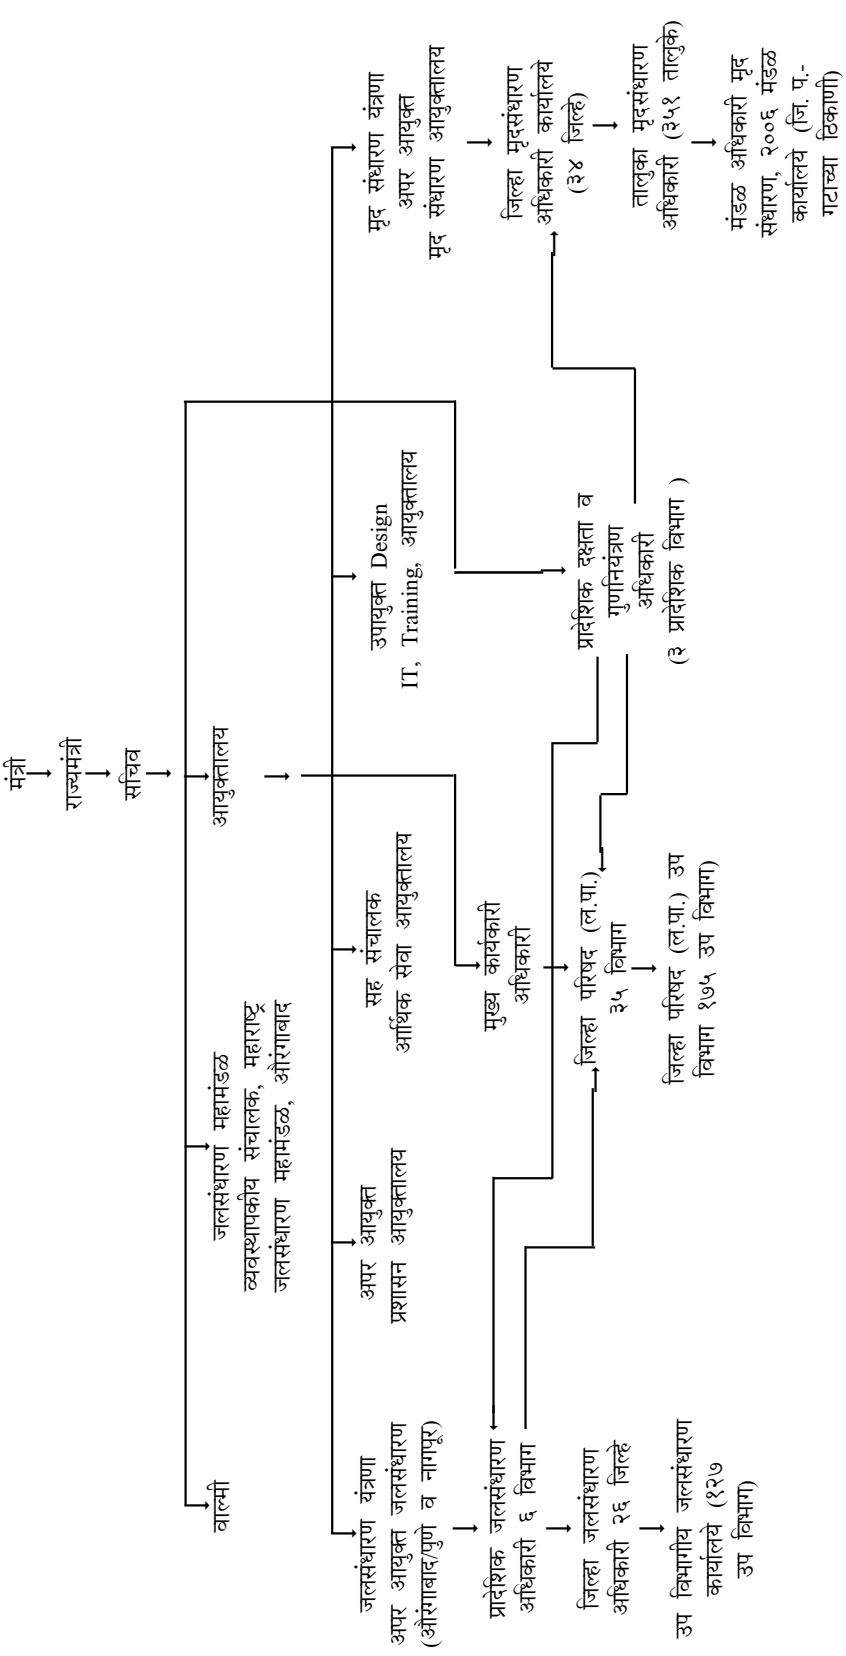 मंत्री
राज्यमंत्री
सचिव
वाल्मी
जलसंधारण महामंडळ
व्यवस्थापकीय संचालक, महाराष्ट्र
जलसंधारण महामंडळ, औरंगाबाद
आयुक्तालय
जलसंधारण यंत्रणा
अपर आयुक्त जलसंधारण
(औरंगाबाद/पुणे व नागपूर)
अपर आयुक्त
प्रशासन आयुक्तालय
सह संचालक
आर्थिक सेवा आयुक्तालय
उपायुक्त Design
IT, Training, आयुक्तालय
मृद संधारण यंत्रणा
अपर आयुक्त
मृद संधारण आयुक्तालय
प्रादेशिक जलसंधारण
अधिकारी ६ विभाग
जिल्हा जलसंधारण
अधिकारी २६ जिल्हे
उप विभागीय जलसंधारण
कार्यालये (१२७
उप विभाग)
मुख्य कार्यकारी
अधिकारी
जिल्हा परिषद (ल.पा.)
३५ विभाग
जिल्हा परिषद (ल.पा.) उप
विभाग १७५ उप विभाग)
प्रादेशिक दक्षता व
गुणनियंत्रण
अधिकारी
(३ प्रादेशिक विभाग )
जिल्हा मृदसंधारण
अधिकारी कार्यालये
(३४ जिल्हे)
तालुका मृदसंधारण
अधिकारी (३५१ तालुके)
मंडळ अधिकारी मृद
संधारण, २००६ मंडळ
कार्यालये (जि. प.-
गटाच्या ठिकाणी)